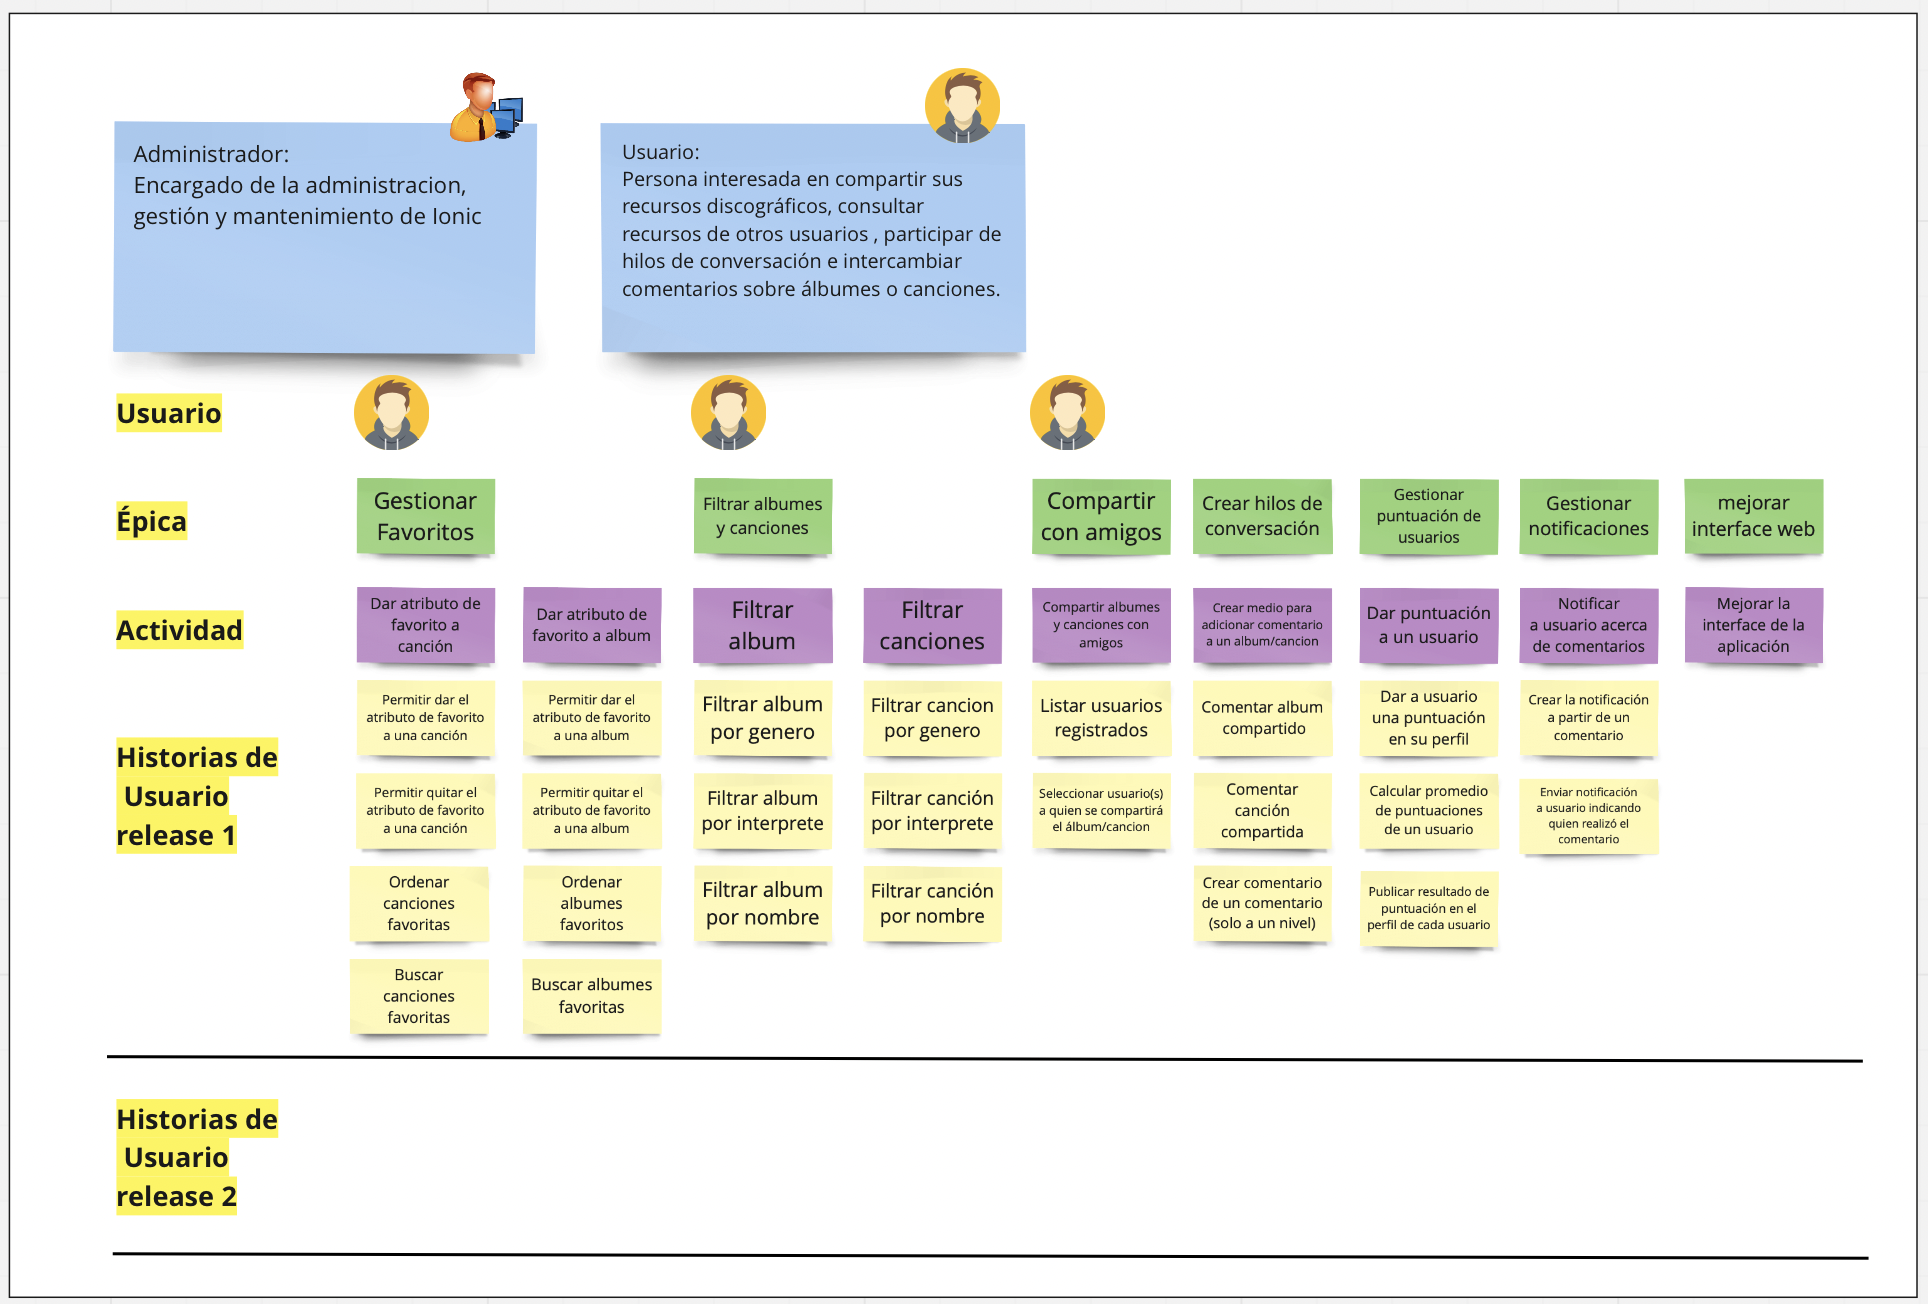 Administrador:
Encargado de la administracion,
gestión y mantenimiento de Ionic
Usuario:
Persona interesada en compartir sus
recursos discográficos, consultar
recursos de otros usuarios , participar de
hilos de conversación e intercambiar
comentarios sobre álbumes o canciones.
Usuario
Épica
Gestionar
Favoritos
Filtrar albumes
y canciones
Compartir
con amigos
Crear hilos de
conversación
Gestionar
puntuación de
usuarios
Gestionar
notificaciones
mejorar
interface web
Actividad
Dar atributo de
favorito a
canción
Dar atributo de
favorito a album
Filtrar
album
Filtrar
canciones
Compartir albumes
y canciones con
amigos
Crear medio para
adicionar comentario
a un album/cancion
Dar puntuación
a un usuario
Notificar
a usuario acerca
de comentarios
Mejorar la
interface de la
aplicación
Historias de
Usuario
release 1
Permitir dar el
atributo de favorito
a una canción
Permitir dar el
atributo de favorito
a una album
Filtrar album
por genero
Filtrar cancion
por genero
Listar usuarios
registrados
Comentar album
compartido
Dar a usuario
una puntuación
en su perfil
Crear la notificación
a partir de un
comentario
Permitir quitar el
atributo de favorito
a una canción
Permitir quitar el
atributo de favorito
a una album
Filtrar album
por interprete
Filtrar canción
por interprete
Seleccionar usuario(s)
a quien se compartirá
el álbum/cancion
Comentar
canción
compartida
Calcular promedio
de puntuaciones
de un usuario
Enviar notificación
a usuario indicando
quien realizó el
comentario
Ordenar
canciones
favoritas
Ordenar
albumes
favoritos
Filtrar album
por nombre
Filtrar canción
por nombre
Crear comentario
de un comentario
(solo a un nivel)
Publicar resultado de
puntuación en el
perfil de cada usuario
Buscar
canciones
favoritas
Buscar albumes
favoritas
Historias de
Usuario
release 2